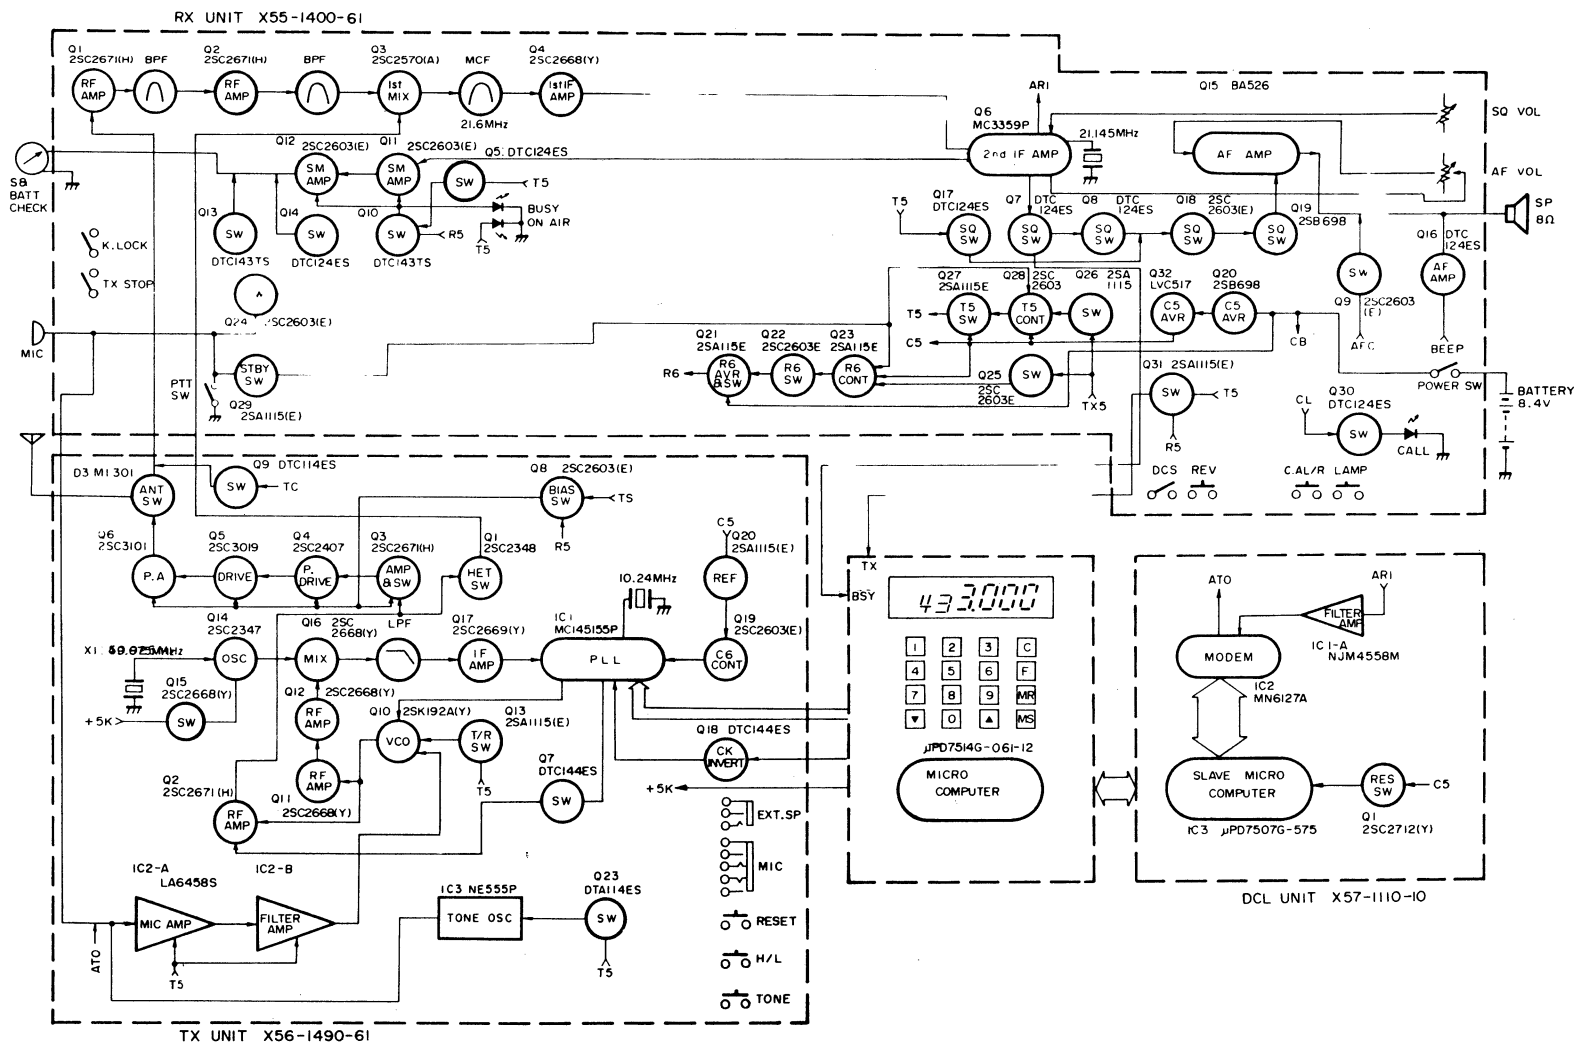 RX UNIT X55-1400-61
Q1
2SC2671(H)
BPF
Q2
2SC2671(H)
BPF
Q3
2SC2570(A)
MCF
Q4
2SC2668(Y)
RF
AMP
RF
AMP
1st
MIX
1st IF
AMP
21.6MHz
Q12
2SC2603(E)
Q11
2SC2603(E)
Q5: DTC124ES
SM
AMP
SM
AMP
SW
T5
S&
BATT
CHECK
Q13
SW
DTC143TS
Q14
SW
DTC124ES
Q10
SW
DTC143TS
R5
BUSY
ON AIR
T5
K.LOCK
TX STOP
Q24
2SC2603(E)
MIC
PTT
SW
STBY
SW
Q29
2SA1115(E)
AR1
Q6
MC3359P
2nd IF AMP
21.145MHz
Q15 BA526
AF AMP
SQ VOL
AF VOL
SP
8Ω
T5
Q17
DTC124ES
SQ
SW
Q7
DTC
124ES
SQ
SW
Q8
DTC
124ES
SQ
SW
Q18
2SC
2603(E)
SQ
SW
Q19
2SB698
SQ
SW
Q16
DTC
124ES
AF
AMP
SW
Q9
2SC2603
(E)
BEEP
Q27
2SA1115E
T5
SW
Q28
2SC
2603
T5
CONT
Q26
2SA
1115
SW
Q32
LVC517
C5
AVR
Q20
2SB698
C5
AVR
T5
C5
CB
Q21
2SA115E
R6
AVR
& SW
Q22
2SC2603E
R6
SW
Q23
2SA115E
R6
CONT
R6
Q25
2SC
2603E
SW
TX5
Q31 2SA1115(E)
SW
T5
R5
POWER SW
BATTERY
8.4V
Q30
DTC124ES
CL
SW
CALL
DCS
REV
C.AL/R
LAMP
D3 MI301
ANT
SW
Q9 DTC114ES
SW
TC
Q8 2SC2603(E)
BIAS
SW
TS
R5
Q6
2SC3101
P.A
Q5
2SC3019
DRIVE
Q4
2SC2407
P.
DRIVE
Q3
2SC2671(H)
AMP
& SW
Q1
2SC2348
HET
SW
Q14
2SC2347
OSC
Q16
2SC
2668(Y)
MIX
LPF
Q17
2SC2669(Y)
IF
AMP
IC1
MC145155P
PLL
10.24MHz
C5
Q20
2SA1115(E)
REF
Q19
2SC2603(E)
C6
CONT
Q15
2SC2668(Y)
SW
+5K
Q12
2SC2668(Y)
RF
AMP
Q10
2SK192A(Y)
VCO
Q13
2SA1115(E)
T/R
SW
T5
Q11
2SC2668(Y)
RF
AMP
Q2
2SC2671(H)
RF
AMP
Q7
DTC144ES
SW
Q18 DTC144ES
CK
INVERT
+5K
IC2-A
LA6458S
MIC AMP
IC2-B
FILTER
AMP
ATO
T5
IC3 NE555P
TONE OSC
Q23
DTA114ES
SW
T5
EXT.SP
MIC
RESET
H/L
TONE
TX UNIT X56-1490-61
TX
BSY
433.000
1 2 3 C
4 5 6 F
7 8 9 MR
▼ 0 ▲ MS
μPD7514G-061-12
MICRO
COMPUTER
ATO
AR1
FILTER
AMP
IC1-A
NJM4558M
MODEM
IC2
MN6127A
SLAVE MICRO
COMPUTER
IC3 μPD7507G-575
RES
SW
C5
Q1
2SC2712(Y)
DCL UNIT X57-1110-10